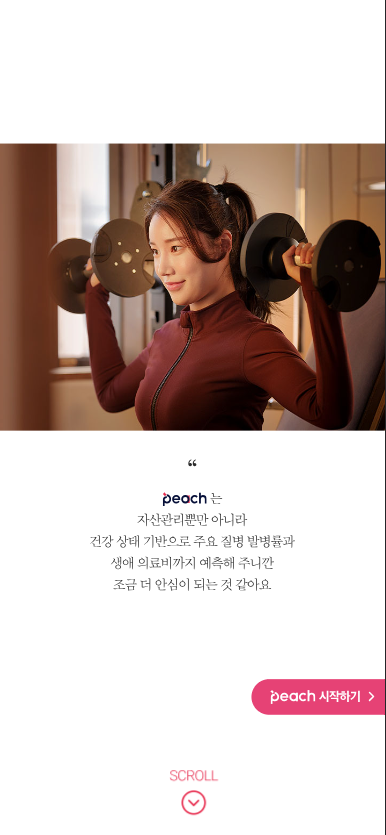 “
peach 는
자산관리뿐만 아니라
건강 상태 기반으로 주요 질병 발병률과
생애 의료비까지 예측해 주니깐
조금 더 안심이 되는 것 같아요
peach 시작하기 >
SCROLL